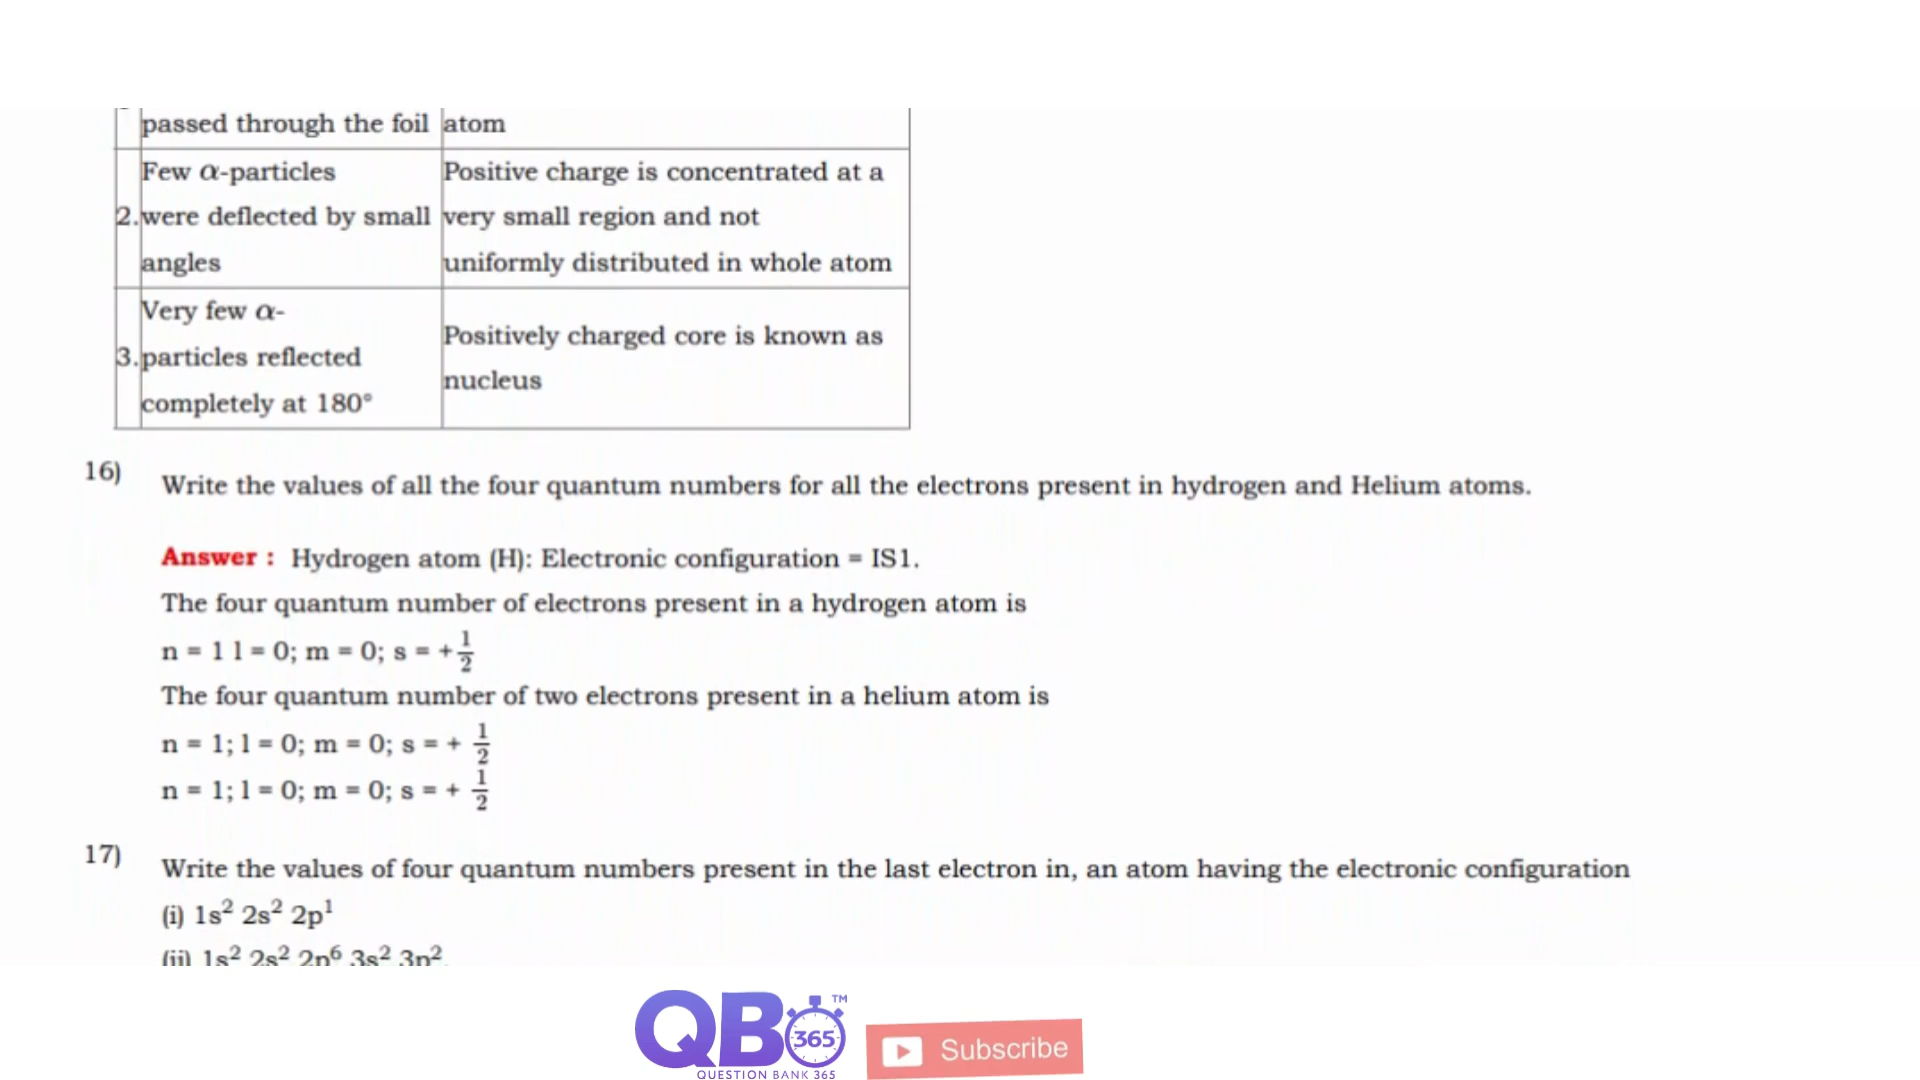 passed through the foil atom
Few α-particles
Positive charge is concentrated at a
2. were deflected by small very small region and not
angles
uniformly distributed in whole atom
Very few α-
Positively charged core is known as
3. particles reflected
nucleus
completely at 180°
16) Write the values of all the four quantum numbers for all the electrons present in hydrogen and Helium atoms.
Answer : Hydrogen atom (H): Electronic configuration = IS1.
The four quantum number of electrons present in a hydrogen atom is
n = 1 l = 0; m = 0; s = +1/2
The four quantum number of two electrons present in a helium atom is
n = 1; l = 0; m = 0; s = + 1/2
n = 1; l = 0; m = 0; s = + 1/2
17) Write the values of four quantum numbers present in the last electron in, an atom having the electronic configuration
(i) 1s² 2s² 2p¹
(ii) 1s² 2s² 2p⁶ 3s² 3p²
QB 365 ™
QUESTION BANK 365
Subscribe